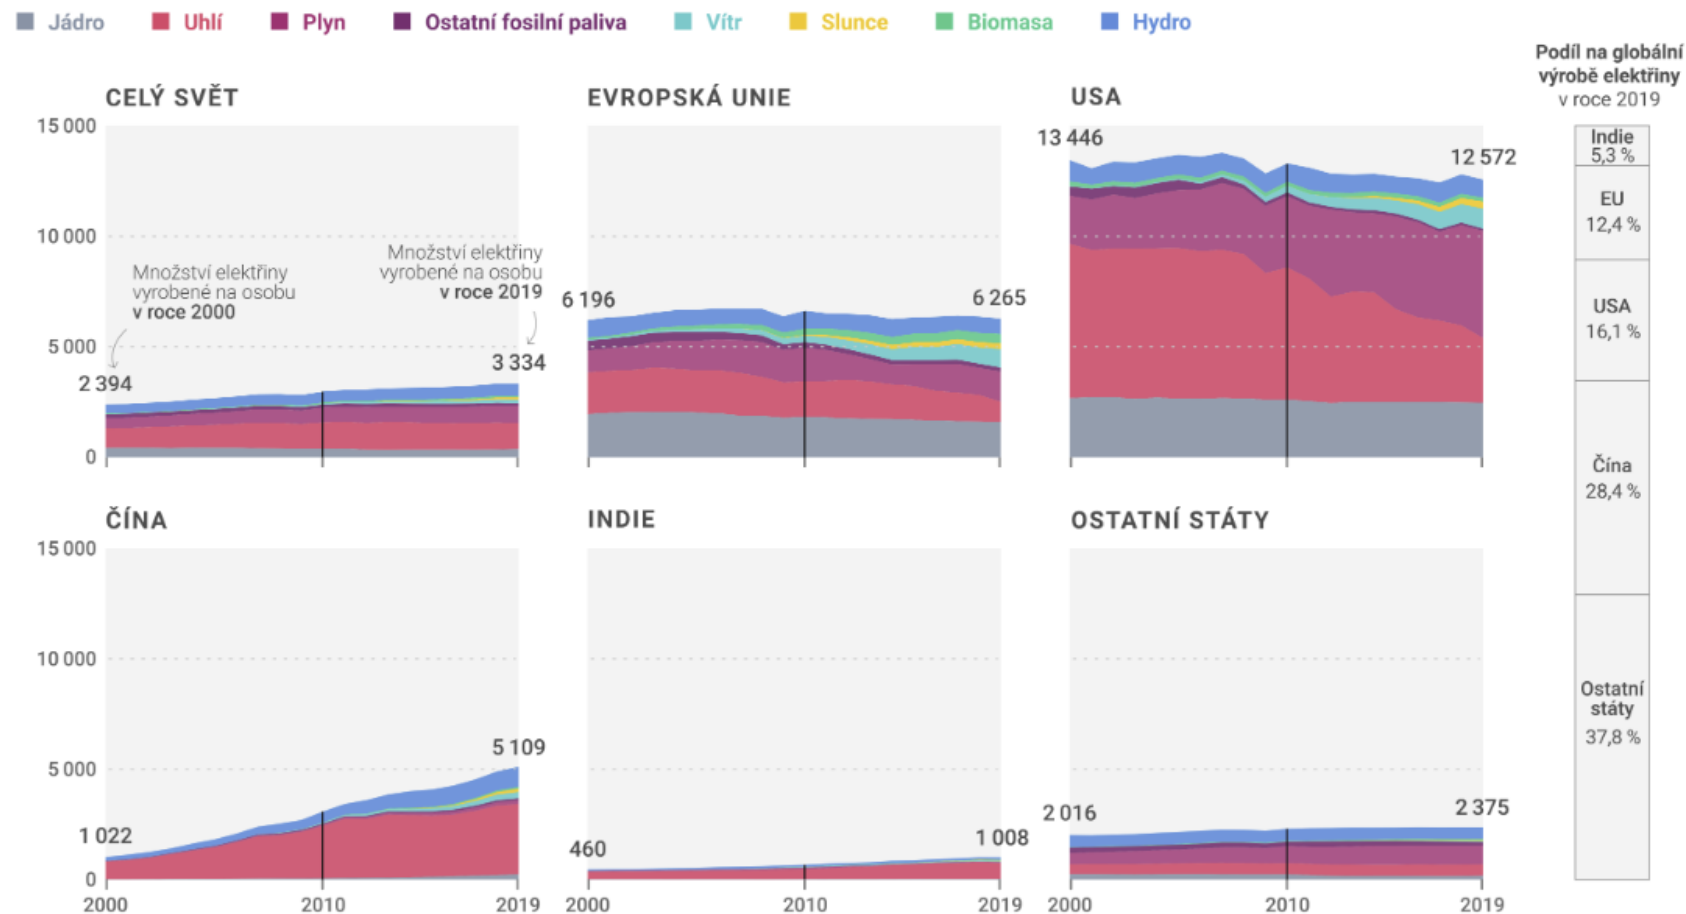 Jádro Uhlí Plyn Ostatní fosilní paliva Vítr Slunce Biomasa Hydro
Podíl na globální
výrobě elektřiny
v roce 2019
CELÝ SVĚT
15 000
10 000
5 000
0
Množství elektřiny
vyrobené na osobu
v roce 2000
2 394
Množství elektřiny
vyrobené na osobu
v roce 2019
3 334
EVROPSKÁ UNIE
6 196
6 265
USA
13 446
12 572
ČÍNA
15 000
10 000
5 000
0
1 022
5 109
2000 2010 2019
INDIE
460
1 008
2000 2010 2019
OSTATNÍ STÁTY
2 016
2 375
2000 2010 2019
Indie
5,3 %
EU
12,4 %
USA
16,1 %
Čína
28,4 %
Ostatní
státy
37,8 %